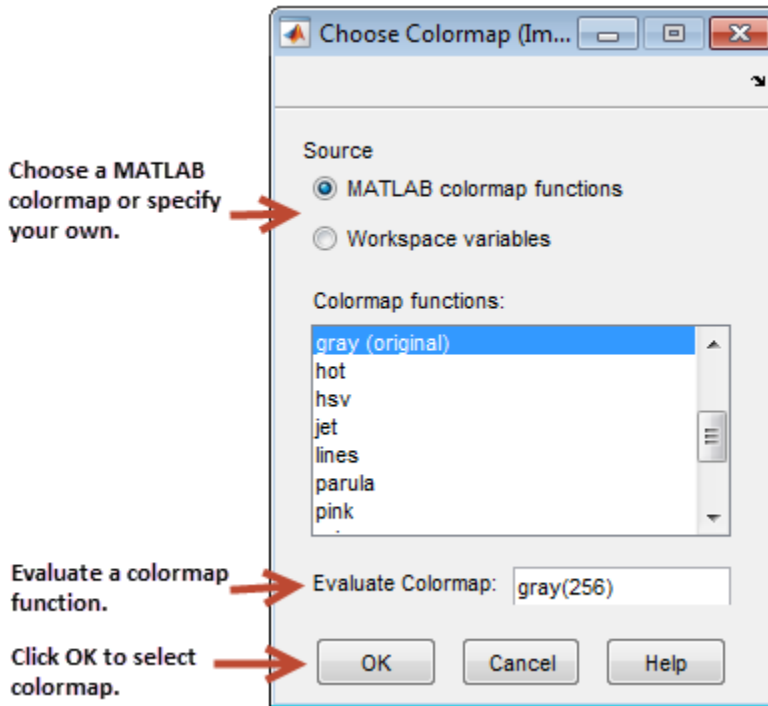 Choose Colormap (Im...
Choose a MATLAB
colormap or specify
your own.
Source
MATLAB colormap functions
Workspace variables
Colormap functions:
gray (original)
hot
hsv
jet
lines
parula
pink
Evaluate a colormap
function.
Evaluate Colormap: gray(256)
Click OK to select
colormap.
OK Cancel Help